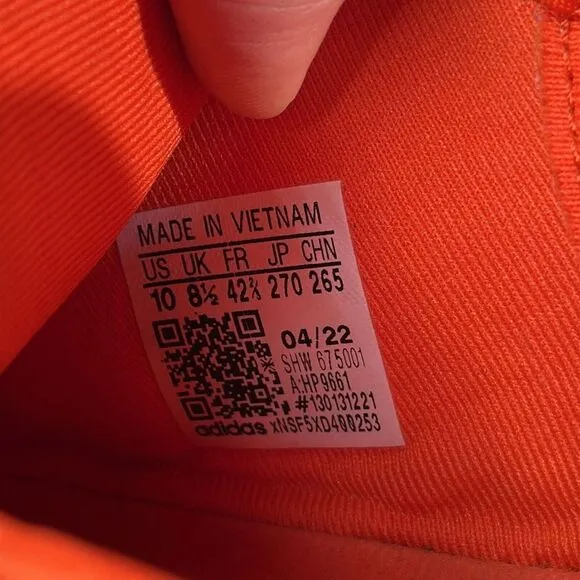 MADE IN VIETNAM
US UK FR JP CHN
10 8½ 42⅔ 270 265
04/22
SHW 675001
A:HP9661
#130131221
adidas xNSF5XD400253